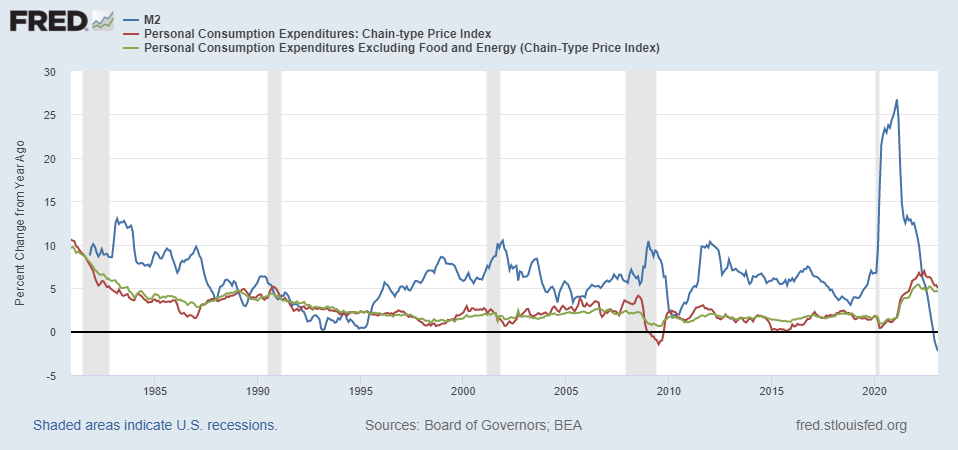 FRED
M2
Personal Consumption Expenditures: Chain-type Price Index
Personal Consumption Expenditures Excluding Food and Energy (Chain-Type Price Index)
Percent Change from Year Ago
30
25
20
15
10
5
0
-5
1985 1990 1995 2000 2005 2010 2015 2020
Shaded areas indicate U.S. recessions. Sources: Board of Governors; BEA fred.stlouisfed.org